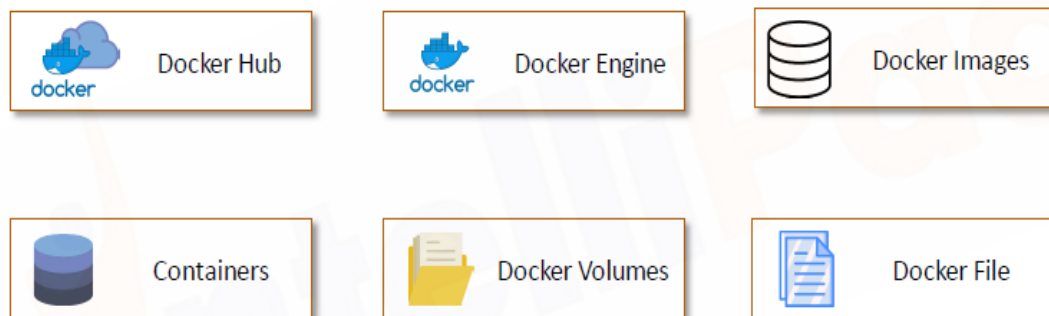 docker
Docker Hub
docker
Docker Engine
Docker Images
Containers
Docker Volumes
Docker File